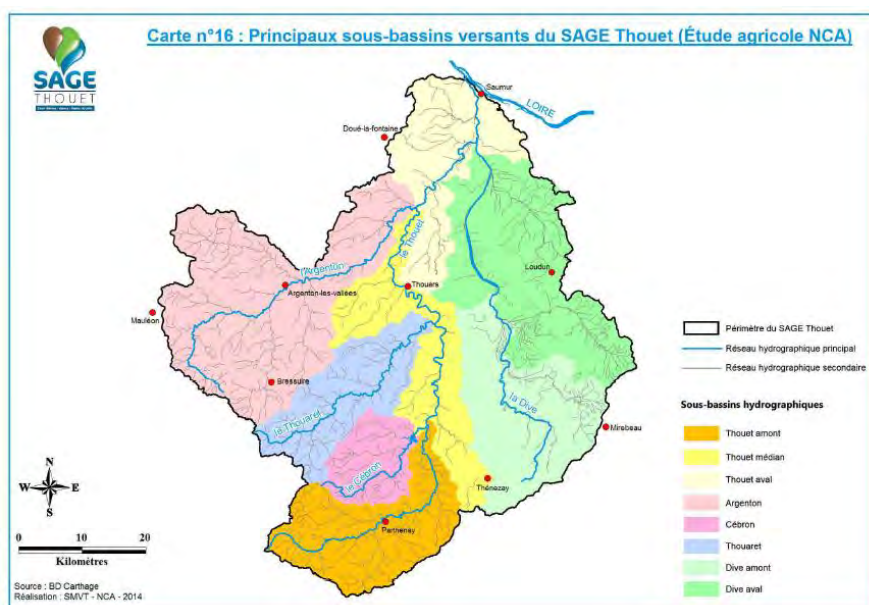 Carte n°16 : Principaux sous-bassins versants du SAGE Thouet (Étude agricole NCA)
SAGE
THOUET
Saumur
LOIRE
Doué-la-fontaine
le Thouet
l'Argenton
Loudun
Argenton-les-vallées
Thouars
Mauléon
Bressuire
la Dive
le Thouaret
Mirebeau
le Cébron
Thénezay
Parthenay
Périmètre du SAGE Thouet
Réseau hydrographique principal
Réseau hydrographique secondaire
Sous-bassins hydrographiques
Thouet amont
Thouet médian
Thouet aval
Argenton
Cébron
Thouaret
Dive amont
Dive aval
N
W E
S
0 10 20
Kilomètres
Source : BD Carthage
Réalisation : SMVT - NCA - 2014